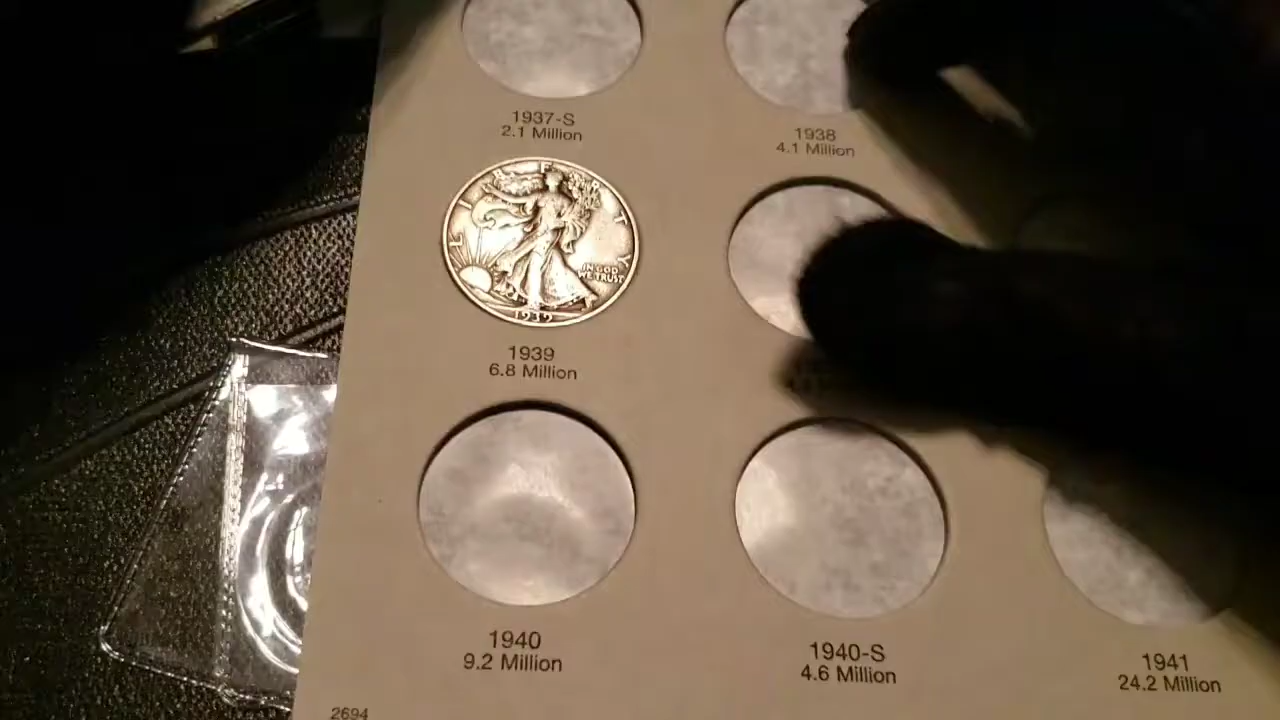 1937-S
2.1 Million
1938
4.1 Million
LIBERTY
IN GOD
WE TRUST
1939
1939
6.8 Million
1940
9.2 Million
1940-S
4.6 Million
1941
24.2 Million
2694